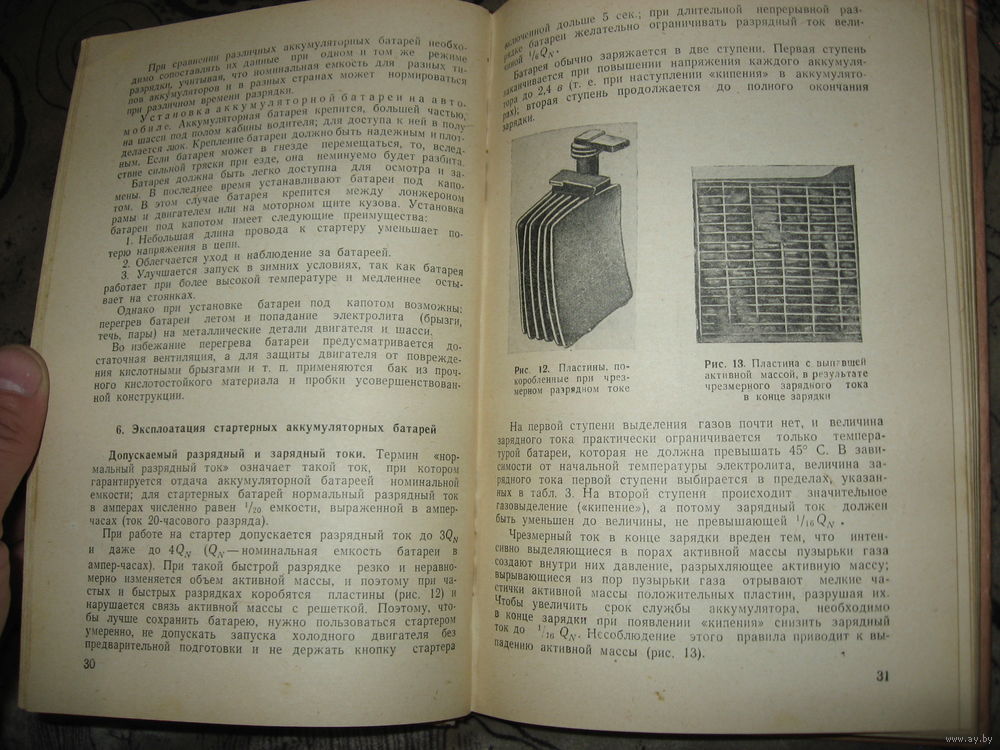 При сравнении различных аккумуляторных батарей необхо-
димо сопоставлять их данные при одном и том же режиме
разрядки, учитывая, что номинальная емкость для разных ти-
пов аккумуляторов и в разных странах может нормироваться
при различном времени разрядки.
Установка аккумуляторной батареи на авто-
мобиле. Аккумуляторная батарея крепится, большей частью,
на шасси под полом кабины водителя; для доступа к ней в полу
делается люк. Крепление батареи должно быть надежным и плот-
ным. Если батарея может в гнезде перемещаться, то, вслед-
ствие сильной тряски при езде, она неминуемо будет разбита.
Батарея должна быть легко доступна для осмотра и за-
мены. В последнее время устанавливают батареи под капо-
том. В этом случае батарея крепится между лонжероном
рамы и двигателем или на моторном щите кузова. Установка
батареи под капотом имеет следующие преимущества:
1. Небольшая длина провода к стартеру уменьшает по-
терю напряжения в цепи.
2. Облегчается уход и наблюдение за батареей.
3. Улучшается запуск в зимних условиях, так как батарея
работает при более высокой температуре и медленнее осты-
вает на стоянках.
Однако при установке батареи под капотом возможны:
перегрев батареи летом и попадание электролита (брызги,
течь, пары) на металлические детали двигателя и шасси.
Во избежание перегрева батареи предусматривается до-
статочная вентиляция, а для защиты двигателя от поврежде-
ния кислотными брызгами и т. п. применяются бак из проч-
ного кислотостойкого материала и пробки усовершенствован-
ной конструкции.
6. Эксплоатация стартерных аккумуляторных батарей
Допускаемый разрядный и зарядный токи. Термин «нор-
мальный разрядный ток» означает такой ток, при котором
гарантируется отдача аккумуляторной батареей номинальной
емкости; для стартерных батарей нормальный разрядный ток
в амперах численно равен 1/20 емкости, выраженной в ампер-
часах (ток 20-часового разряда).
При работе на стартер допускается разрядный ток до 3QN
и даже до 4QN (QN — номинальная емкость батареи в
ампер-часах). При такой быстрой разрядке резко и неравно-
мерно изменяется объем активной массы, и поэтому при ча-
стых и быстрых разрядках коробятся пластины (рис. 12) и
нарушается связь активной массы с решеткой. Поэтому, что-
бы лучше сохранить батарею, нужно пользоваться стартером
умеренно, не допускать запуска холодного двигателя без
предварительной подготовки и не держать кнопку стартера
30
включенной дольше 5 сек.; при длительной непрерывной раз-
рядке батареи желательно ограничивать разрядный ток вели-
чиной 1/6QN.
Батарея обычно заряжается в две ступени. Первая ступень
заканчивается при повышении напряжения каждого аккумуля-
тора до 2,4 в (т. е. при наступлении «кипения» в аккумулято-
рах); вторая ступень продолжается до полного окончания
зарядки.
Рис. 12. Пластины, по-
коробленные при чрез-
мерном разрядном токе
Рис. 13. Пластина с выпавшей
активной массой, в результате
чрезмерного зарядного тока
в конце зарядки
На первой ступени выделения газов почти нет, и величина
зарядного тока практически ограничивается только темпера-
турой батареи, которая не должна превышать 45° С. В зави-
симости от начальной температуры электролита, величина за-
рядного тока первой ступени выбирается в пределах, указан-
ных в табл. 3. На второй ступени происходит значительное
газовыделение («кипение»), а потому зарядный ток должен
быть уменьшен до величины, не превышающей 1/16 QN .
Чрезмерный ток в конце зарядки вреден тем, что интен-
сивно выделяющиеся в порах активной массы пузырьки газа
создают внутри них давление, разрыхляющее активную массу;
вырывающиеся из пор пузырьки газа отрывают мелкие ча-
стички активной массы положительных пластин, разрушая их.
Чтобы увеличить срок службы аккумулятора, необходимо
в конце зарядки при появлении «кипения» снизить зарядный
ток до 1/16 QN. Несоблюдение этого правила приводит к вы-
падению активной массы (рис. 13).
31
www.ay.by